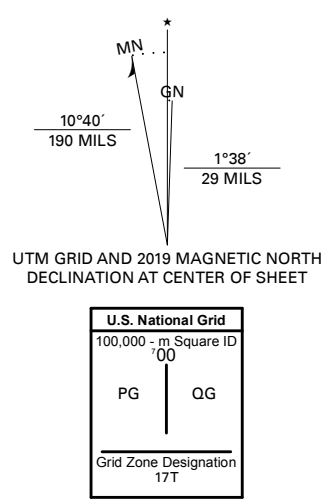 MN
GN
10°40´
190 MILS
1°38´
29 MILS
UTM GRID AND 2019 MAGNETIC NORTH
DECLINATION AT CENTER OF SHEET
U.S. National Grid
100,000 - m Square ID
⁷00
PG QG
Grid Zone Designation
17T